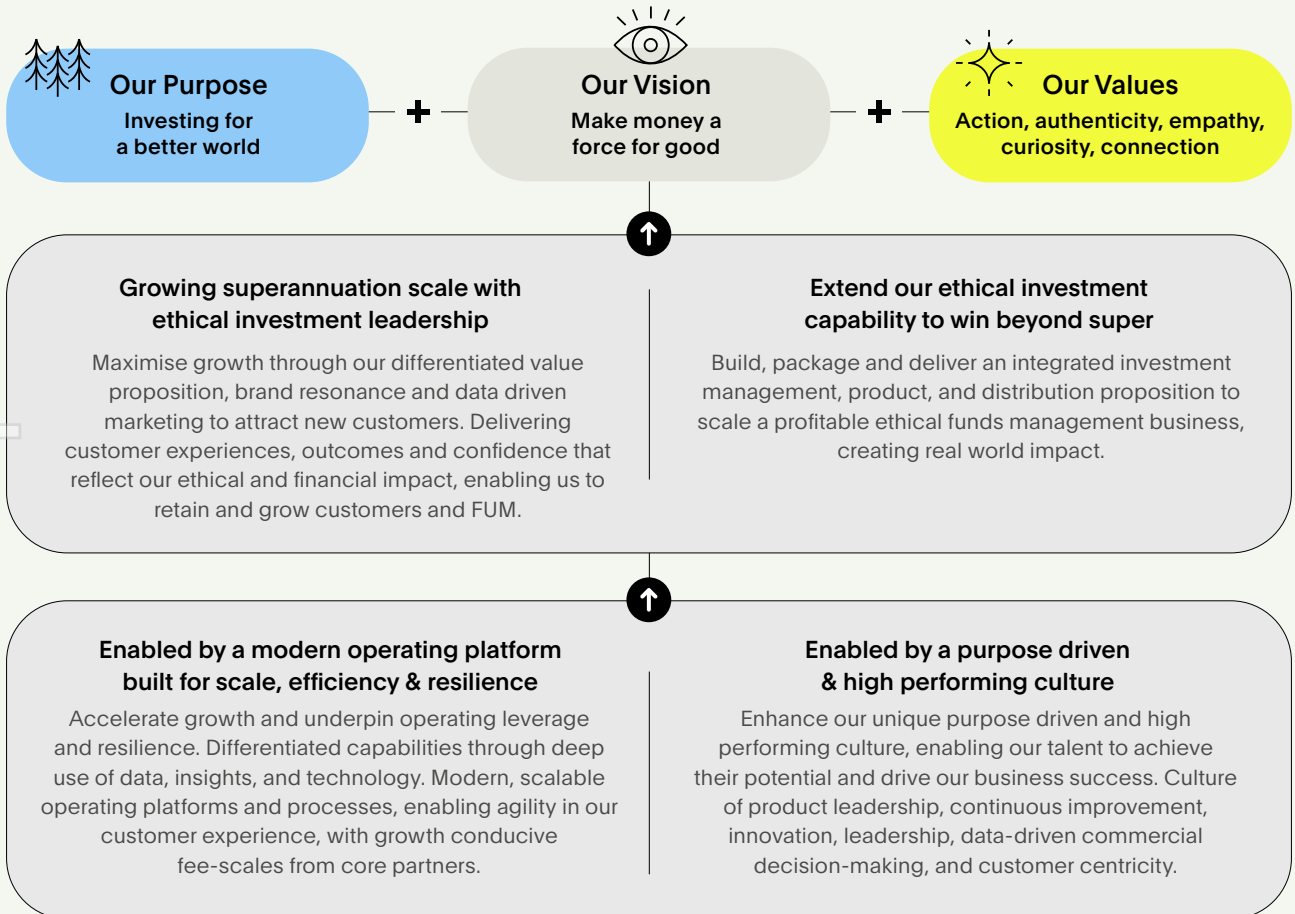 Our Purpose
Investing for
a better world
Our Vision
Make money a
force for good
Our Values
Action, authenticity, empathy,
curiosity, connection
Growing superannuation scale with
ethical investment leadership
Maximise growth through our differentiated value
proposition, brand resonance and data driven
marketing to attract new customers. Delivering
customer experiences, outcomes and confidence that
reflect our ethical and financial impact, enabling us to
retain and grow customers and FUM.
Extend our ethical investment
capability to win beyond super
Build, package and deliver an integrated investment
management, product, and distribution proposition to
scale a profitable ethical funds management business,
creating real world impact.
Enabled by a modern operating platform
built for scale, efficiency & resilience
Accelerate growth and underpin operating leverage
and resilience. Differentiated capabilities through deep
use of data, insights, and technology. Modern, scalable
operating platforms and processes, enabling agility in our
customer experience, with growth conducive
fee-scales from core partners.
Enabled by a purpose driven
& high performing culture
Enhance our unique purpose driven and high
performing culture, enabling our talent to achieve
their potential and drive our business success. Culture
of product leadership, continuous improvement,
innovation, leadership, data-driven commercial
decision-making, and customer centricity.